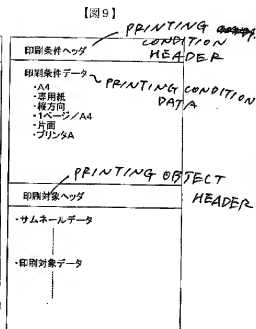 【図9】
PRINTING
CONDITION
HEADER
印刷条件ヘッダ
印刷条件データ
PRINTING CONDITION
DATA
・A4
・専用紙
・縦方向
・1ページ/A4
・片面
・プリンタA
PRINTING OBJECT
HEADER
印刷対象ヘッダ
・サムネールデータ
・印刷対象データ